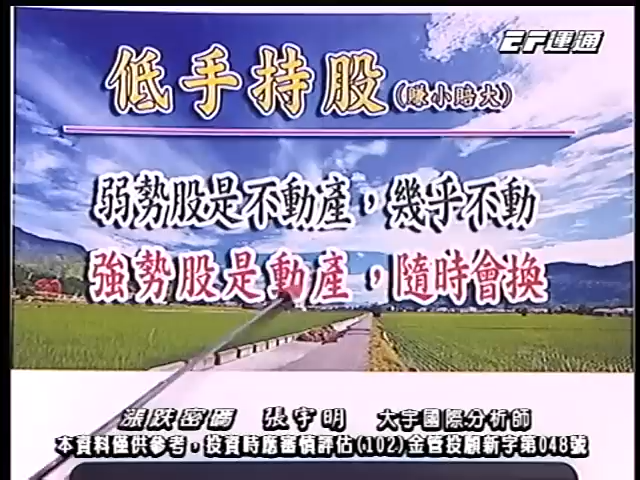 EF運通
低手持股(賺小賠大)
弱勢股是不動產，幾乎不動
強勢股是動產，隨時會換
漲跌密碼 張宇明 大宇國際分析師
本資料僅供參考，投資時應審慎評估(102)金管投顧新字第048號